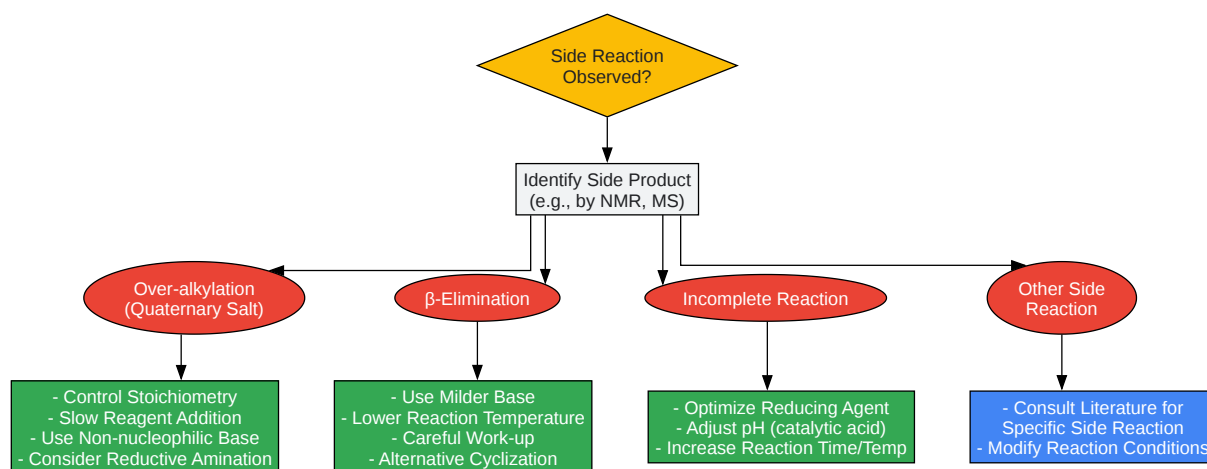 Side Reaction
Observed?
Identify Side Product
(e.g., by NMR, MS)
Over-alkylation
(Quaternary Salt)
β-Elimination
Incomplete Reaction
Other Side
Reaction
- Control Stoichiometry
- Slow Reagent Addition
- Use Non-nucleophilic Base
- Consider Reductive Amination
- Use Milder Base
- Lower Reaction Temperature
- Careful Work-up
- Alternative Cyclization
- Optimize Reducing Agent
- Adjust pH (catalytic acid)
- Increase Reaction Time/Temp
- Consult Literature for
Specific Side Reaction
- Modify Reaction Conditions